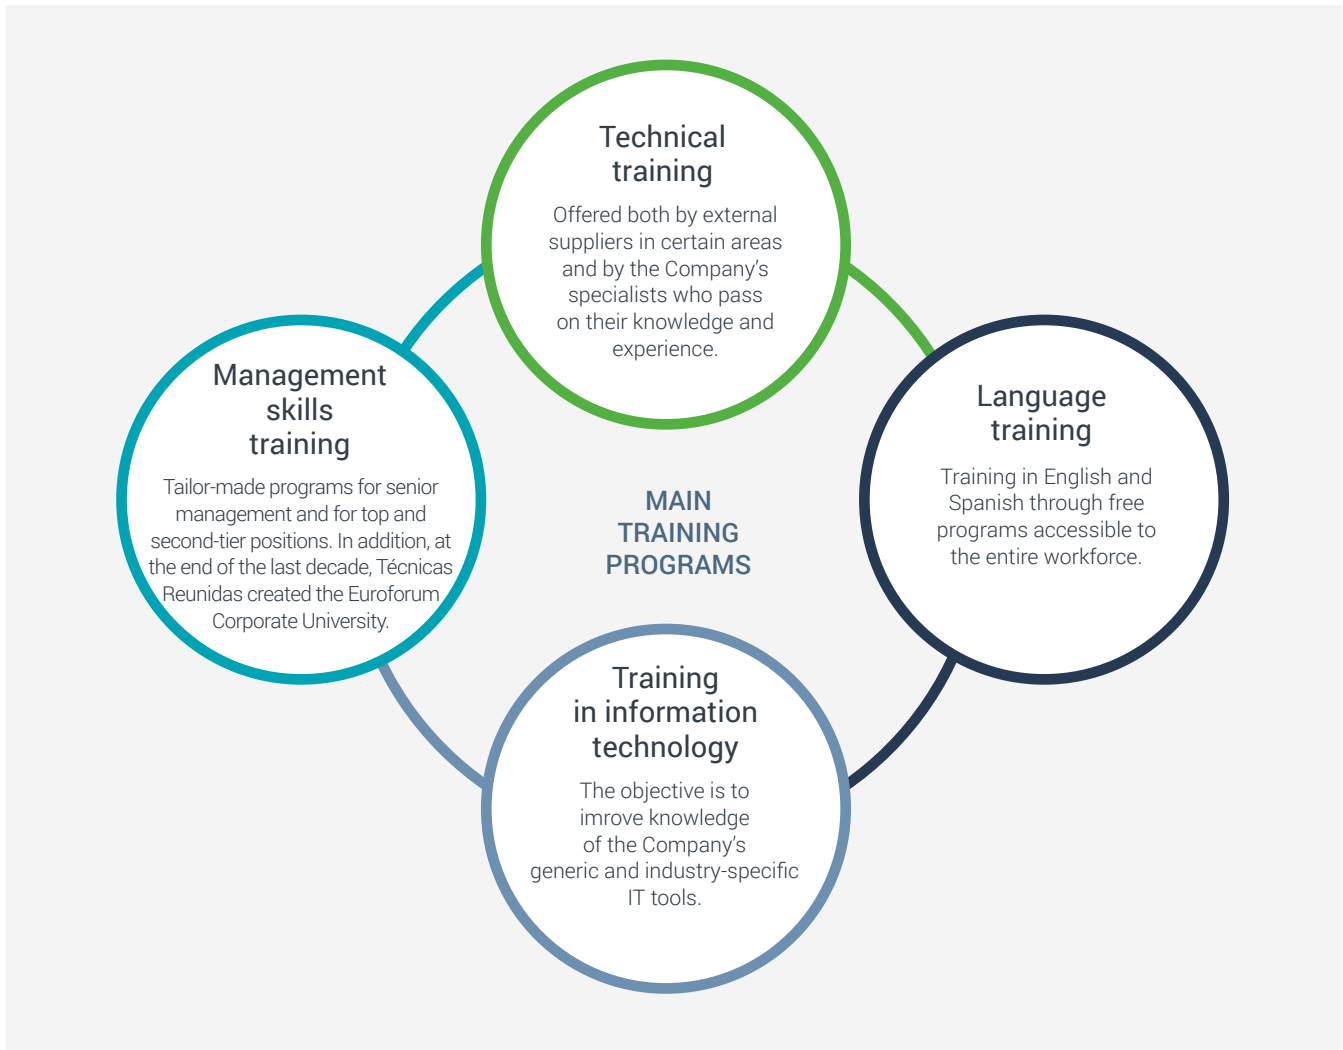 Technical
training
Offered both by external
suppliers in certain areas
and by the Company's
specialists who pass
on their knowledge and
experience.
Management
skills
training
Tailor-made programs for senior
management and for top and
second-tier positions. In addition, at
the end of the last decade, Técnicas
Reunidas created the Euroforum
Corporate University.
MAIN
TRAINING
PROGRAMS
Language
training
Training in English and
Spanish through free
programs accessible to
the entire workforce.
Training
in information
technology
The objective is to
imrove knowledge
of the Company's
generic and industry-specific
IT tools.